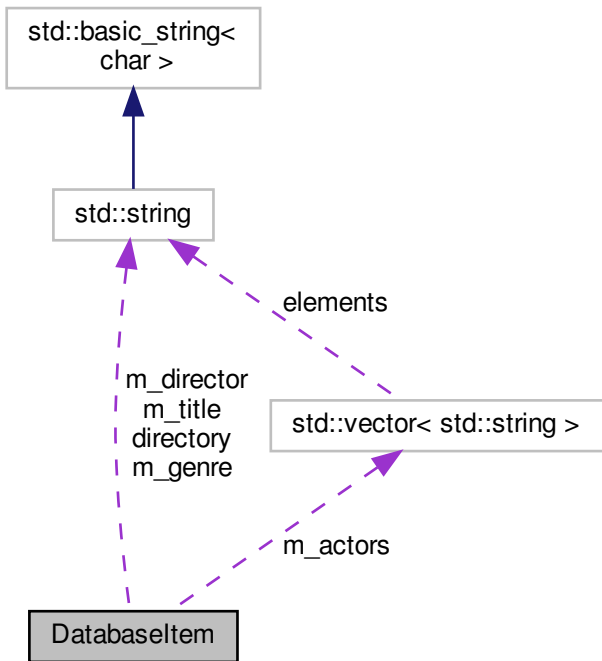 std::basic_string<
char >
std::string
elements
m_director
m_title
directory
m_genre
std::vector< std::string >
m_actors
DatabaseItem